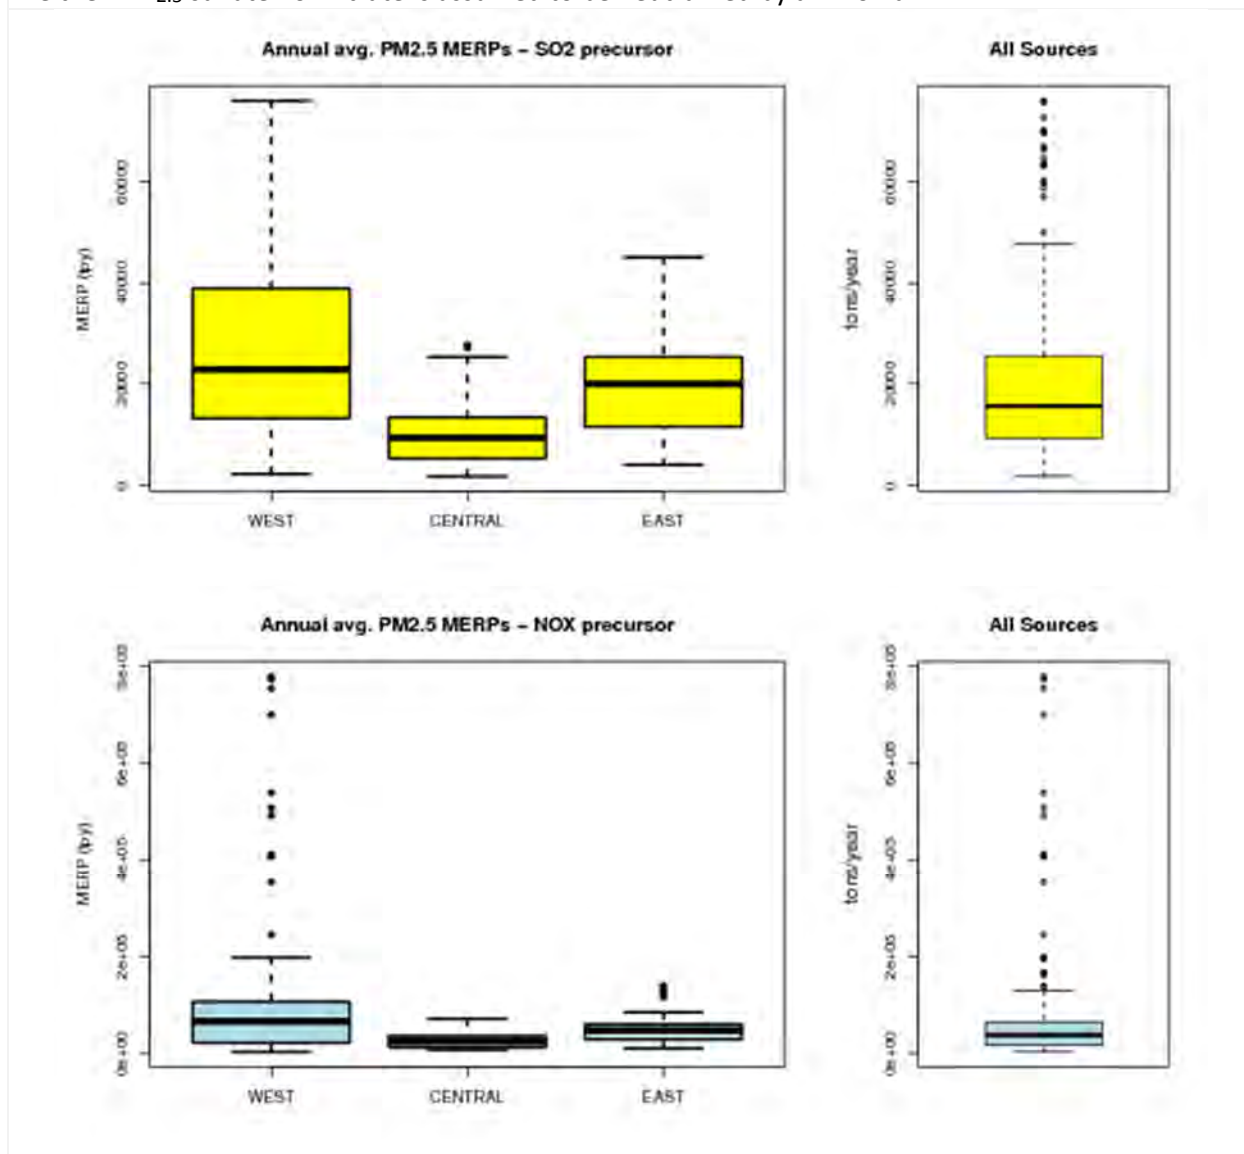 Annual avg. PM2.5 MERPs – SO2 precursor
All Sources
MERP (tpy)
0
20000
40000
60000
WEST
CENTRAL
EAST
tons/year
0
20000
40000
60000
Annual avg. PM2.5 MERPs – NOX precursor
All Sources
MERP (tpy)
0e+00
2e+05
4e+05
6e+05
8e+05
WEST
CENTRAL
EAST
tons/year
0e+00
2e+05
4e+05
6e+05
8e+05